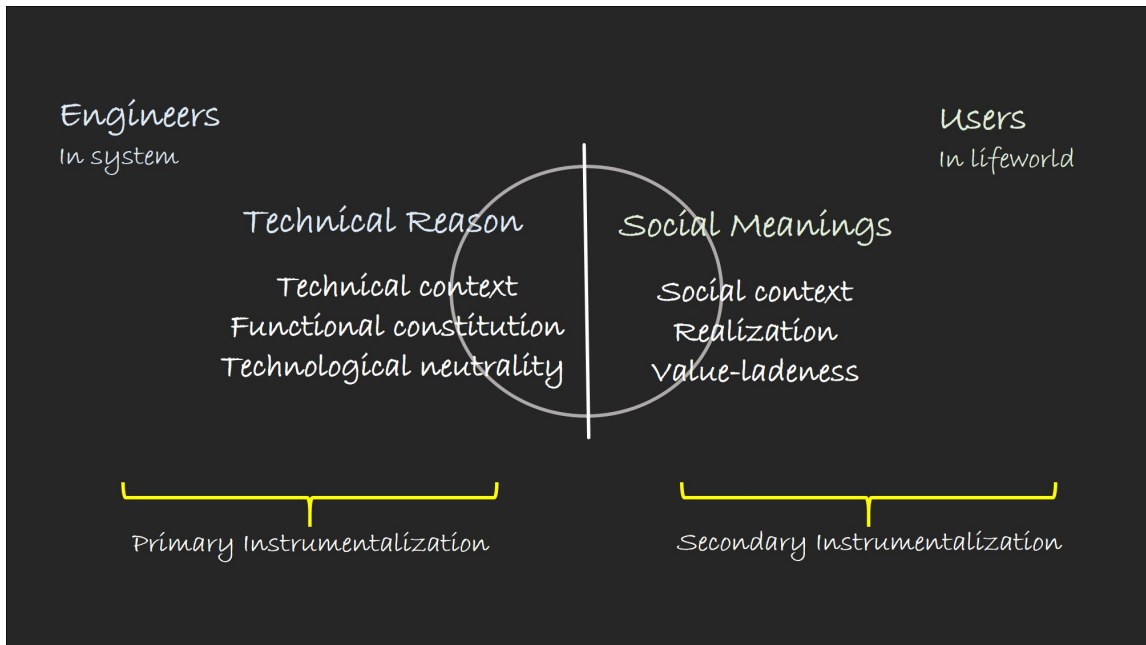 Engineers
In system
Users
In lifeworld
Technical Reason
Technical context
Functional constitution
Technological neutrality
Social Meanings
Social context
Realization
Value-ladeness
Primary Instrumentalization
Secondary Instrumentalization